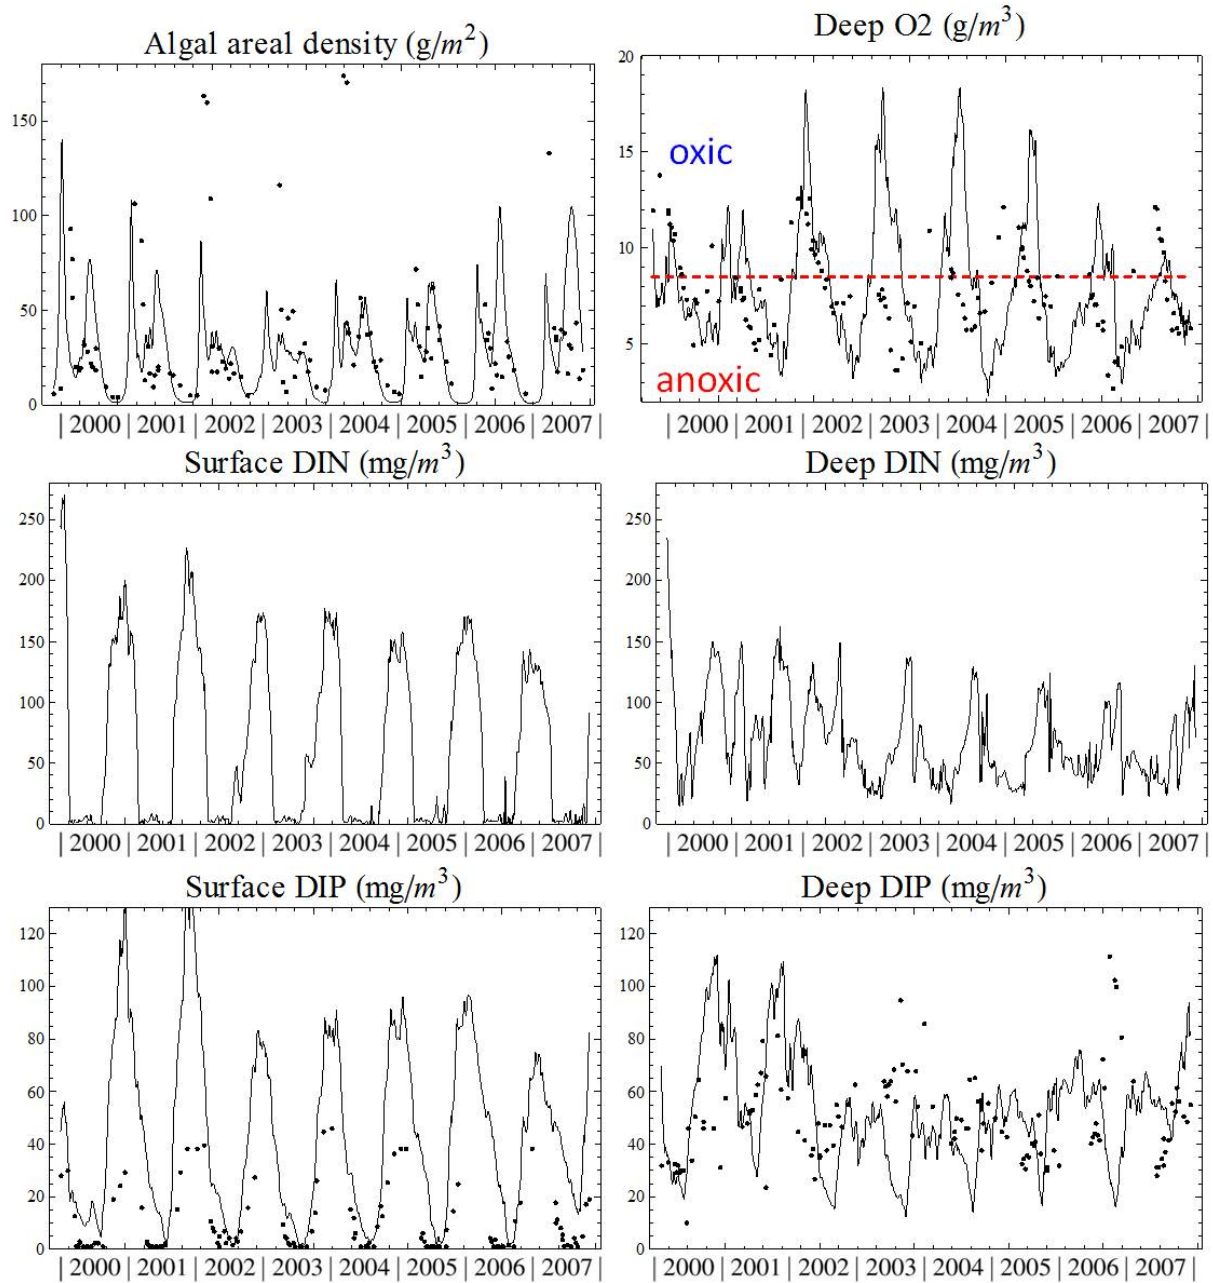 Algal areal density (g/m²)
150
100
50
0
| 2000 | 2001 | 2002 | 2003 | 2004 | 2005 | 2006 | 2007 |
Deep O2 (g/m³)
20
15
10
5
oxic
anoxic
| 2000 | 2001 | 2002 | 2003 | 2004 | 2005 | 2006 | 2007 |
Surface DIN (mg/m³)
250
200
150
100
50
0
| 2000 | 2001 | 2002 | 2003 | 2004 | 2005 | 2006 | 2007 |
Deep DIN (mg/m³)
250
200
150
100
50
0
| 2000 | 2001 | 2002 | 2003 | 2004 | 2005 | 2006 | 2007 |
Surface DIP (mg/m³)
120
100
80
60
40
20
0
| 2000 | 2001 | 2002 | 2003 | 2004 | 2005 | 2006 | 2007 |
Deep DIP (mg/m³)
120
100
80
60
40
20
0
| 2000 | 2001 | 2002 | 2003 | 2004 | 2005 | 2006 | 2007 |